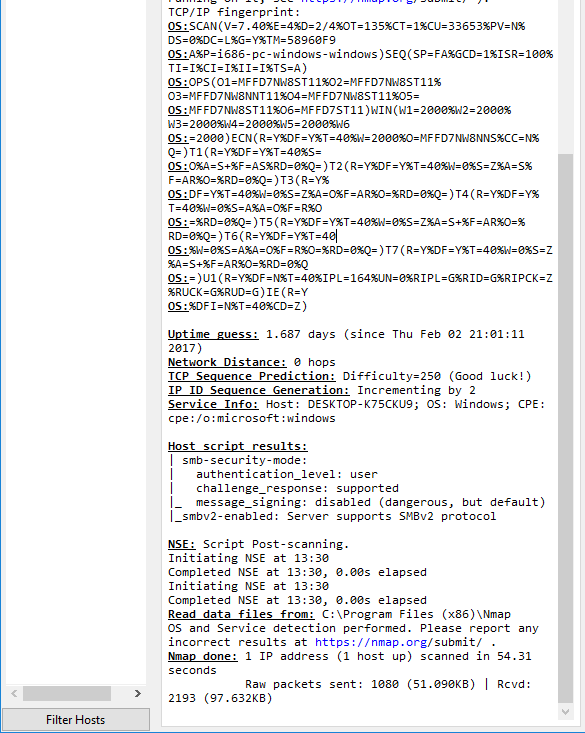 running on it, see https://nmap.org/submit/ ).
TCP/IP fingerprint:
OS:SCAN(V=7.40%E=4%D=2/4%OT=135%CT=1%CU=33653%PV=N%
DS=0%DC=L%G=Y%TM=58960F9
OS:A%P=i686-pc-windows-windows)SEQ(SP=FA%GCD=1%ISR=100%
TI=I%CI=I%II=I%TS=A)
OS:OPS(O1=MFFD7NW8ST11%O2=MFFD7NW8ST11%
O3=MFFD7NW8NNT11%O4=MFFD7NW8ST11%O5=
OS:MFFD7NW8ST11%O6=MFFD7ST11)WIN(W1=2000%W2=2000%
W3=2000%W4=2000%W5=2000%W6
OS:=2000)ECN(R=Y%DF=Y%T=40%W=2000%O=MFFD7NW8NNS%CC=N%
Q=)T1(R=Y%DF=Y%T=40%S=
OS:O%A=S+%F=AS%RD=0%Q=)T2(R=Y%DF=Y%T=40%W=0%S=Z%A=S%
F=AR%O=%RD=0%Q=)T3(R=Y%
OS:DF=Y%T=40%W=0%S=Z%A=O%F=AR%O=%RD=0%Q=)T4(R=Y%DF=Y%
T=40%W=0%S=A%A=O%F=R%O
OS:=%RD=0%Q=)T5(R=Y%DF=Y%T=40%W=0%S=Z%A=S+%F=AR%O=%
RD=0%Q=)T6(R=Y%DF=Y%T=40
OS:%W=0%S=A%A=O%F=R%O=%RD=0%Q=)T7(R=Y%DF=Y%T=40%W=0%S=Z
%A=S+%F=AR%O=%RD=0%Q
OS:=)U1(R=Y%DF=N%T=40%IPL=164%UN=0%RIPL=G%RID=G%RIPCK=Z
%RUCK=G%RUD=G)IE(R=Y
OS:%DFI=N%T=40%CD=Z)
Uptime guess: 1.687 days (since Thu Feb 02 21:01:11
2017)
Network Distance: 0 hops
TCP Sequence Prediction: Difficulty=250 (Good luck!)
IP ID Sequence Generation: Incrementing by 2
Service Info: Host: DESKTOP-K75CKU9; OS: Windows; CPE:
cpe:/o:microsoft:windows
Host script results:
| smb-security-mode:
|   authentication_level: user
|   challenge_response: supported
|_  message_signing: disabled (dangerous, but default)
|_smbv2-enabled: Server supports SMBv2 protocol
NSE: Script Post-scanning.
Initiating NSE at 13:30
Completed NSE at 13:30, 0.00s elapsed
Initiating NSE at 13:30
Completed NSE at 13:30, 0.00s elapsed
Read data files from: C:\Program Files (x86)\Nmap
OS and Service detection performed. Please report any
incorrect results at https://nmap.org/submit/ .
Nmap done: 1 IP address (1 host up) scanned in 54.31
seconds
Raw packets sent: 1080 (51.090KB) | Rcvd:
2193 (97.632KB)
Filter Hosts